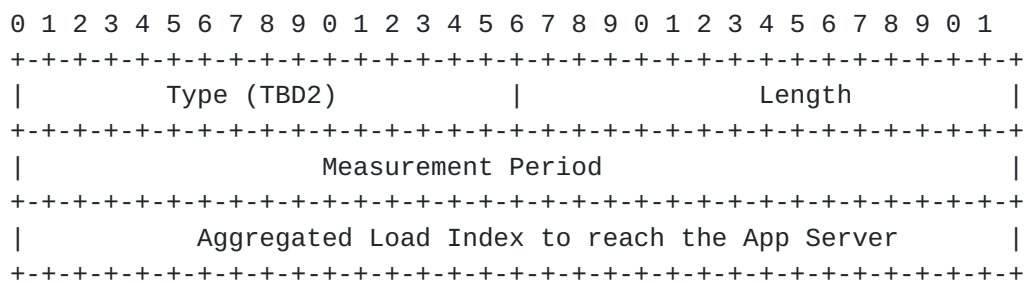 0 1 2 3 4 5 6 7 8 9 0 1 2 3 4 5 6 7 8 9 0 1 2 3 4 5 6 7 8 9 0 1
+-+-+-+-+-+-+-+-+-+-+-+-+-+-+-+-+-+-+-+-+-+-+-+-+-+-+-+-+-+-+-+-+
|         Type (TBD2)           |               Length          |
+-+-+-+-+-+-+-+-+-+-+-+-+-+-+-+-+-+-+-+-+-+-+-+-+-+-+-+-+-+-+-+-+
|                   Measurement Period                          |
+-+-+-+-+-+-+-+-+-+-+-+-+-+-+-+-+-+-+-+-+-+-+-+-+-+-+-+-+-+-+-+-+
|           Aggregated Load Index to reach the App Server       |
+-+-+-+-+-+-+-+-+-+-+-+-+-+-+-+-+-+-+-+-+-+-+-+-+-+-+-+-+-+-+-+-+